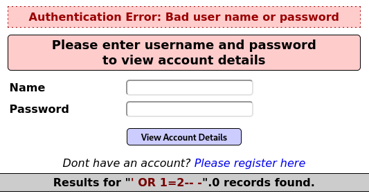 Authentication Error: Bad user name or password
Please enter username and password
to view account details
Name
Password
View Account Details
Dont have an account? Please register here
Results for "' OR 1=2-- -".0 records found.